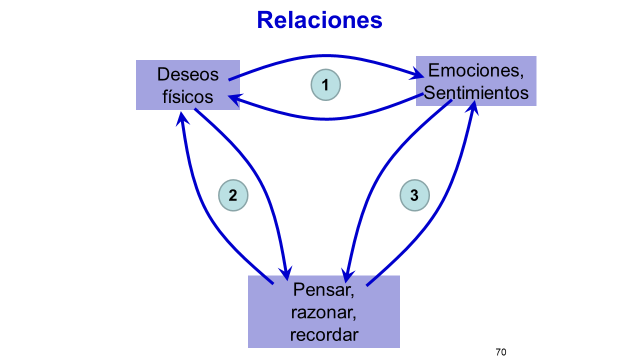 Relaciones
Deseos
físicos
1
Emociones,
Sentimientos
2
3
Pensar,
razonar,
recordar
70